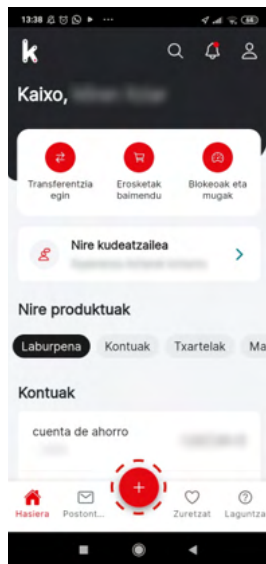 13:38
64
k
Kaixo,
Transferentzia
egin
Erosketak
baimendu
Blokeoak eta
mugak
Nire kudeatzailea
Nire produktuak
Laburpena
Kontuak
Txartelak
Ma
Kontuak
cuenta de ahorro
+
Hasiera
Postont...
Zuretzat
Laguntza